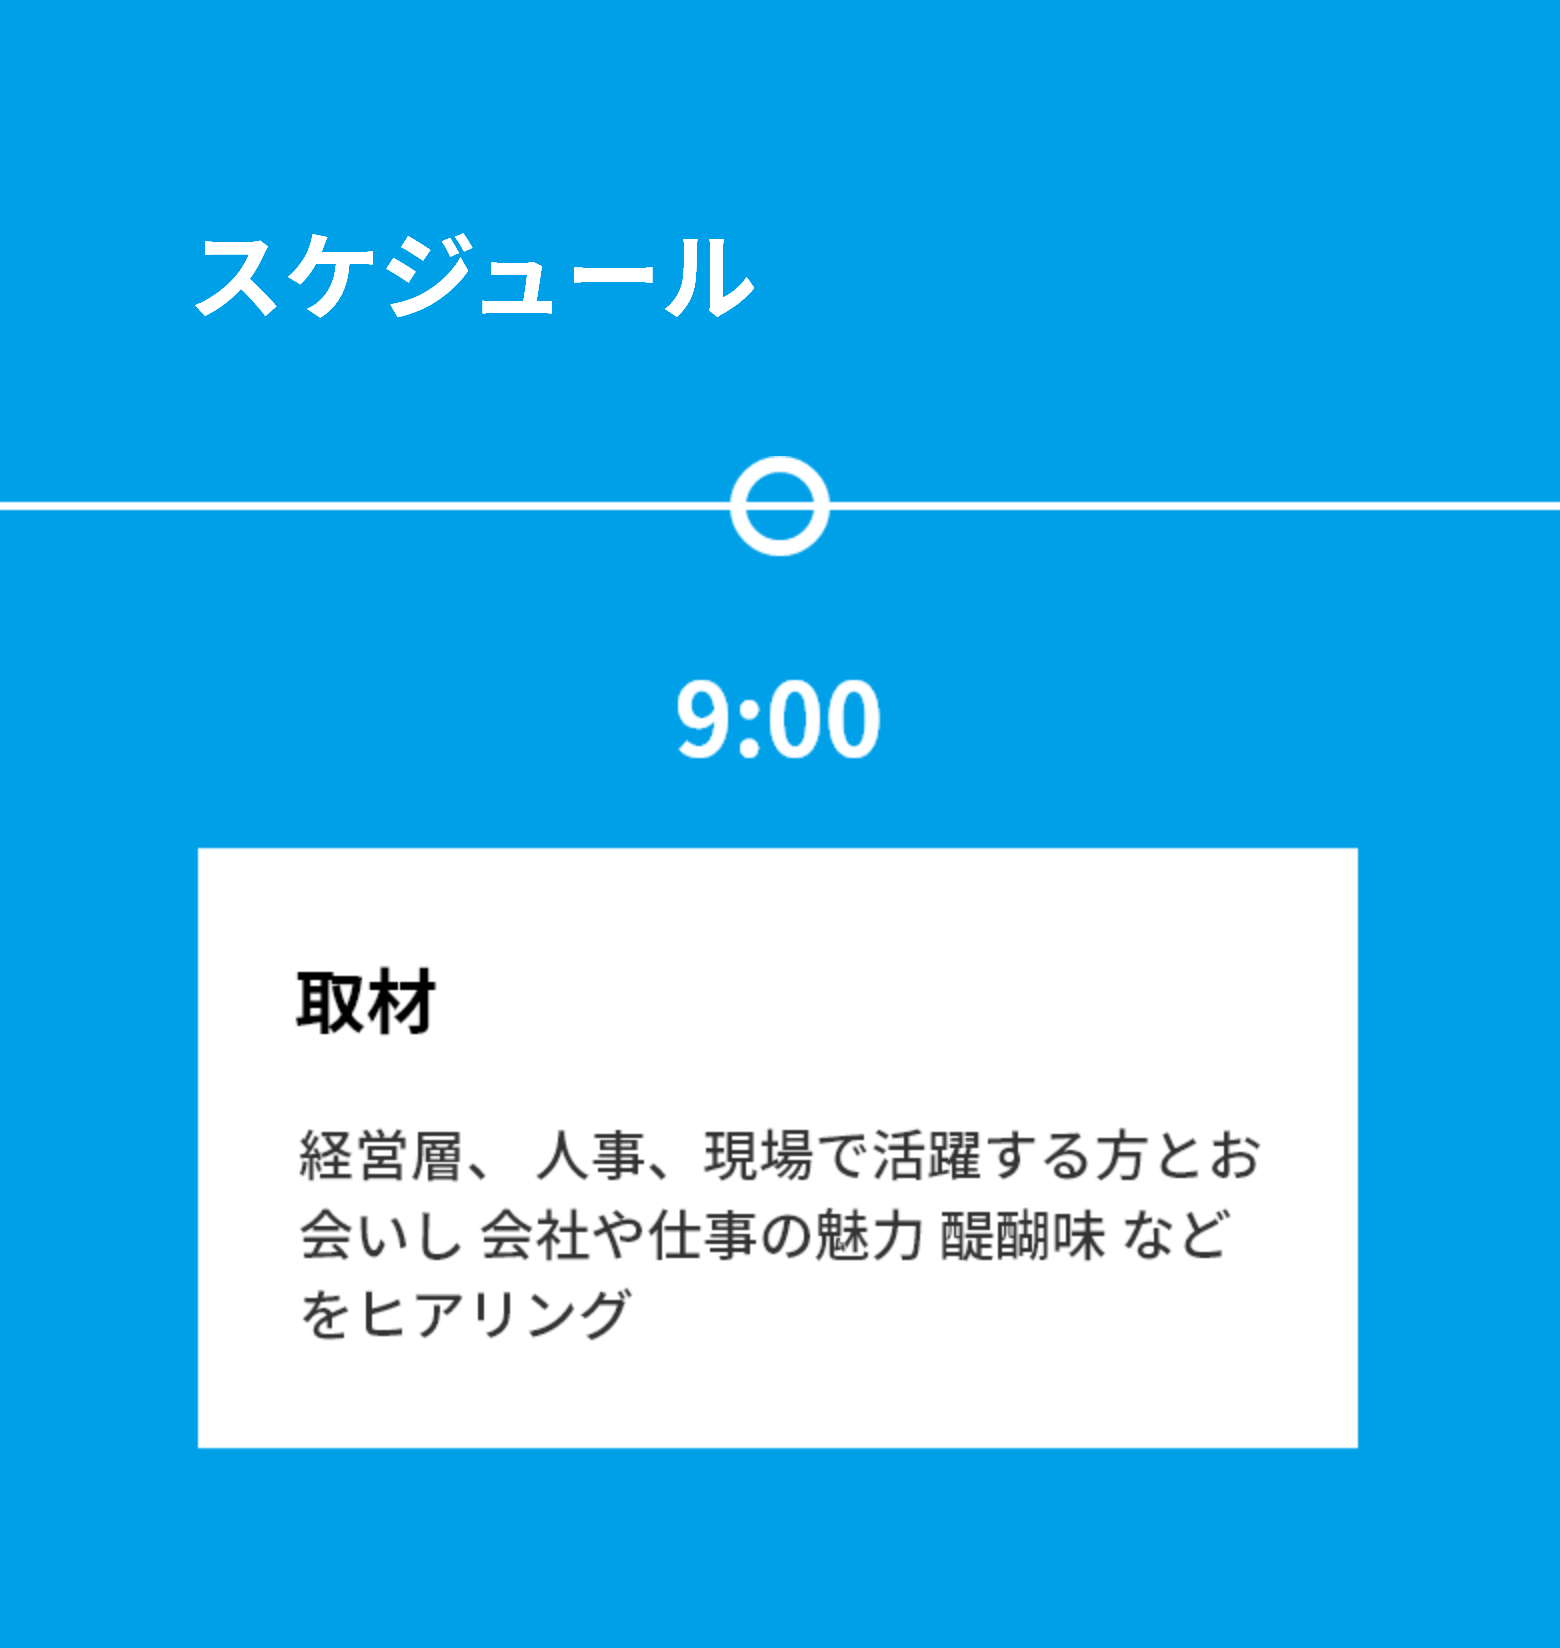 スケジュール
9:00
取材
経営層、 人事、現場で活躍する方とお
会いし 会社や仕事の魅力 醍醐味 など
をヒアリング